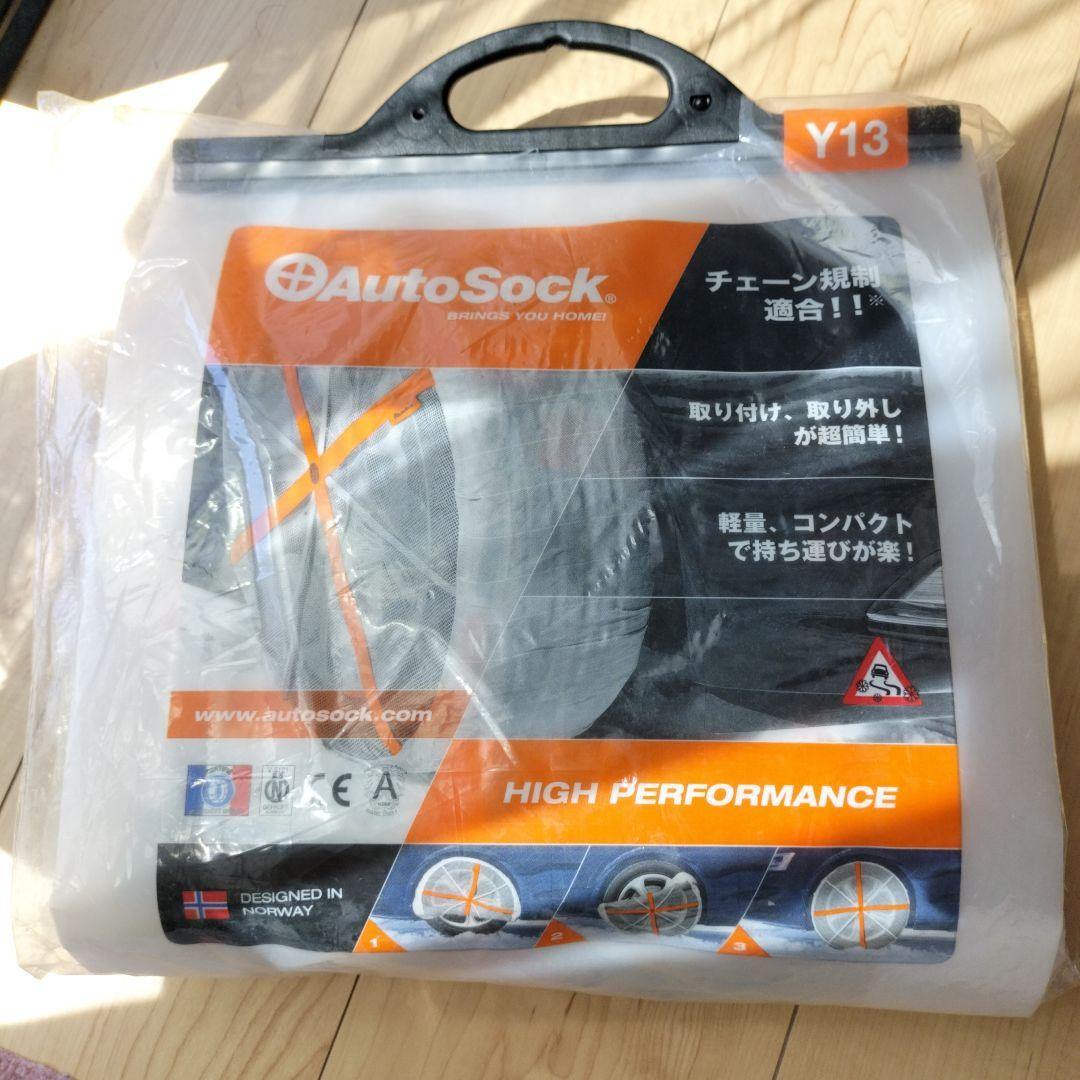 Y13
AutoSock®
BRINGS YOU HOME!
チェーン規制
適合！！※
取り付け、取り外し
が超簡単！
軽量、コンパクト
で持ち運びが楽！
www.autosock.com
CE
A
HIGH PERFORMANCE
DESIGNED IN
NORWAY
1
2
3